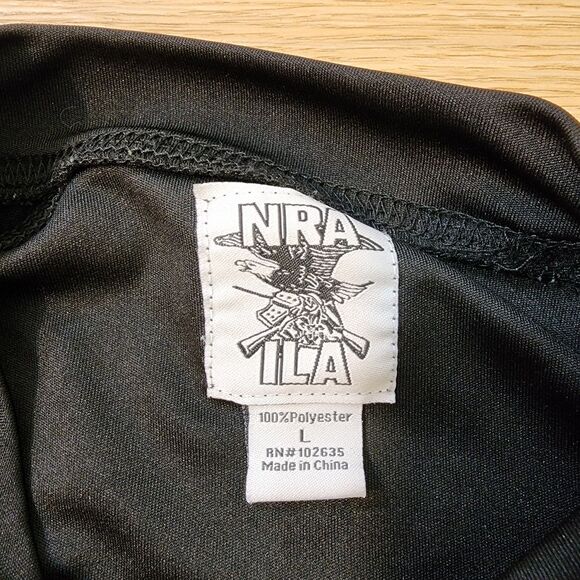 NRA
ILA
100%Polyester
L
RN#102635
Made in China